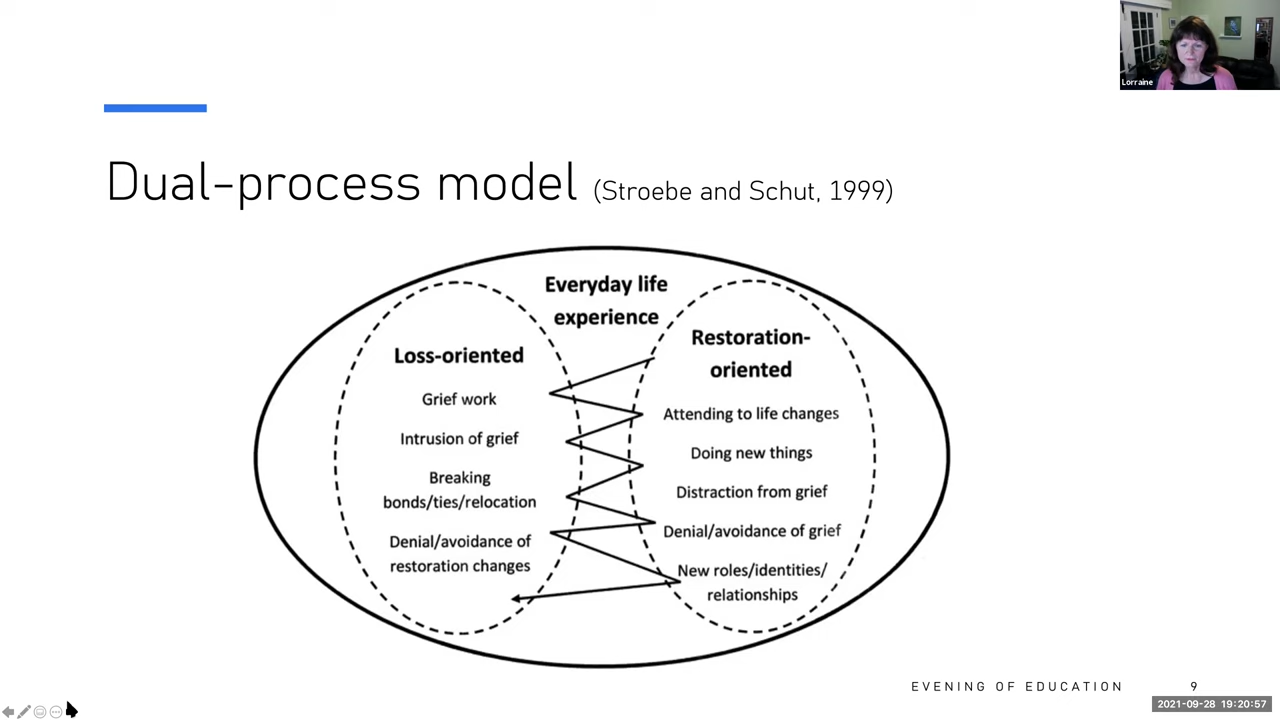 Lorraine
Dual-process model (Stroebe and Schut, 1999)
Everyday life
experience
Loss-oriented
Grief work
Intrusion of grief
Breaking
bonds/ties/relocation
Denial/avoidance of
restoration changes
Restoration-
oriented
Attending to life changes
Doing new things
Distraction from grief
Denial/avoidance of grief
New roles/identities/
relationships
EVENING OF EDUCATION 9
2021-09-28 19:20:57